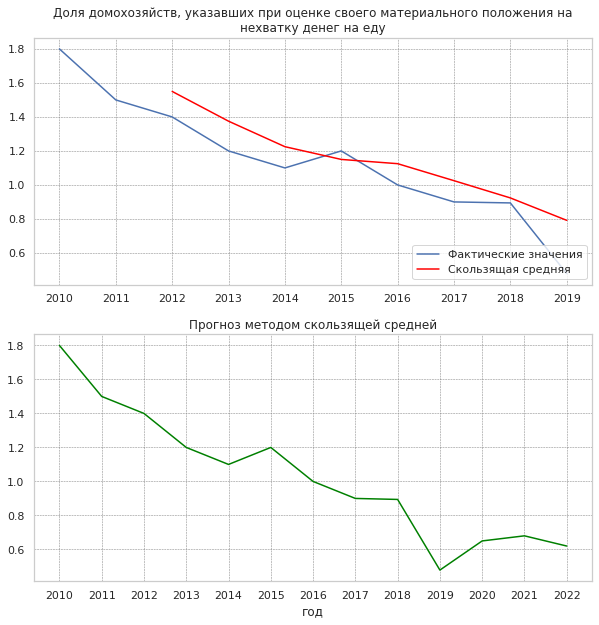 Доля домохозяйств, указавших при оценке своего материального положения на
нехватку денег на еду
1.8
1.6
1.4
1.2
1.0
0.8
0.6
Фактические значения
Скользящая средняя
2010 2011 2012 2013 2014 2015 2016 2017 2018 2019
Прогноз методом скользящей средней
1.8
1.6
1.4
1.2
1.0
0.8
0.6
2010 2011 2012 2013 2014 2015 2016 2017 2018 2019 2020 2021 2022
год